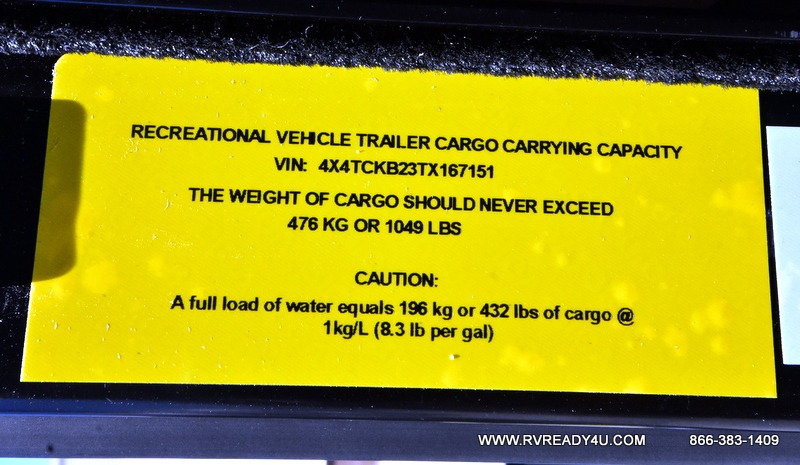 RECREATIONAL VEHICLE TRAILER CARGO CARRYING CAPACITY
VIN: 4X4TCKB23TX167151
THE WEIGHT OF CARGO SHOULD NEVER EXCEED
476 KG OR 1049 LBS
CAUTION:
A full load of water equals 196 kg or 432 lbs of cargo @
1kg/L (8.3 lb per gal)
WWW.RVREADY4U.COM 866-383-1409